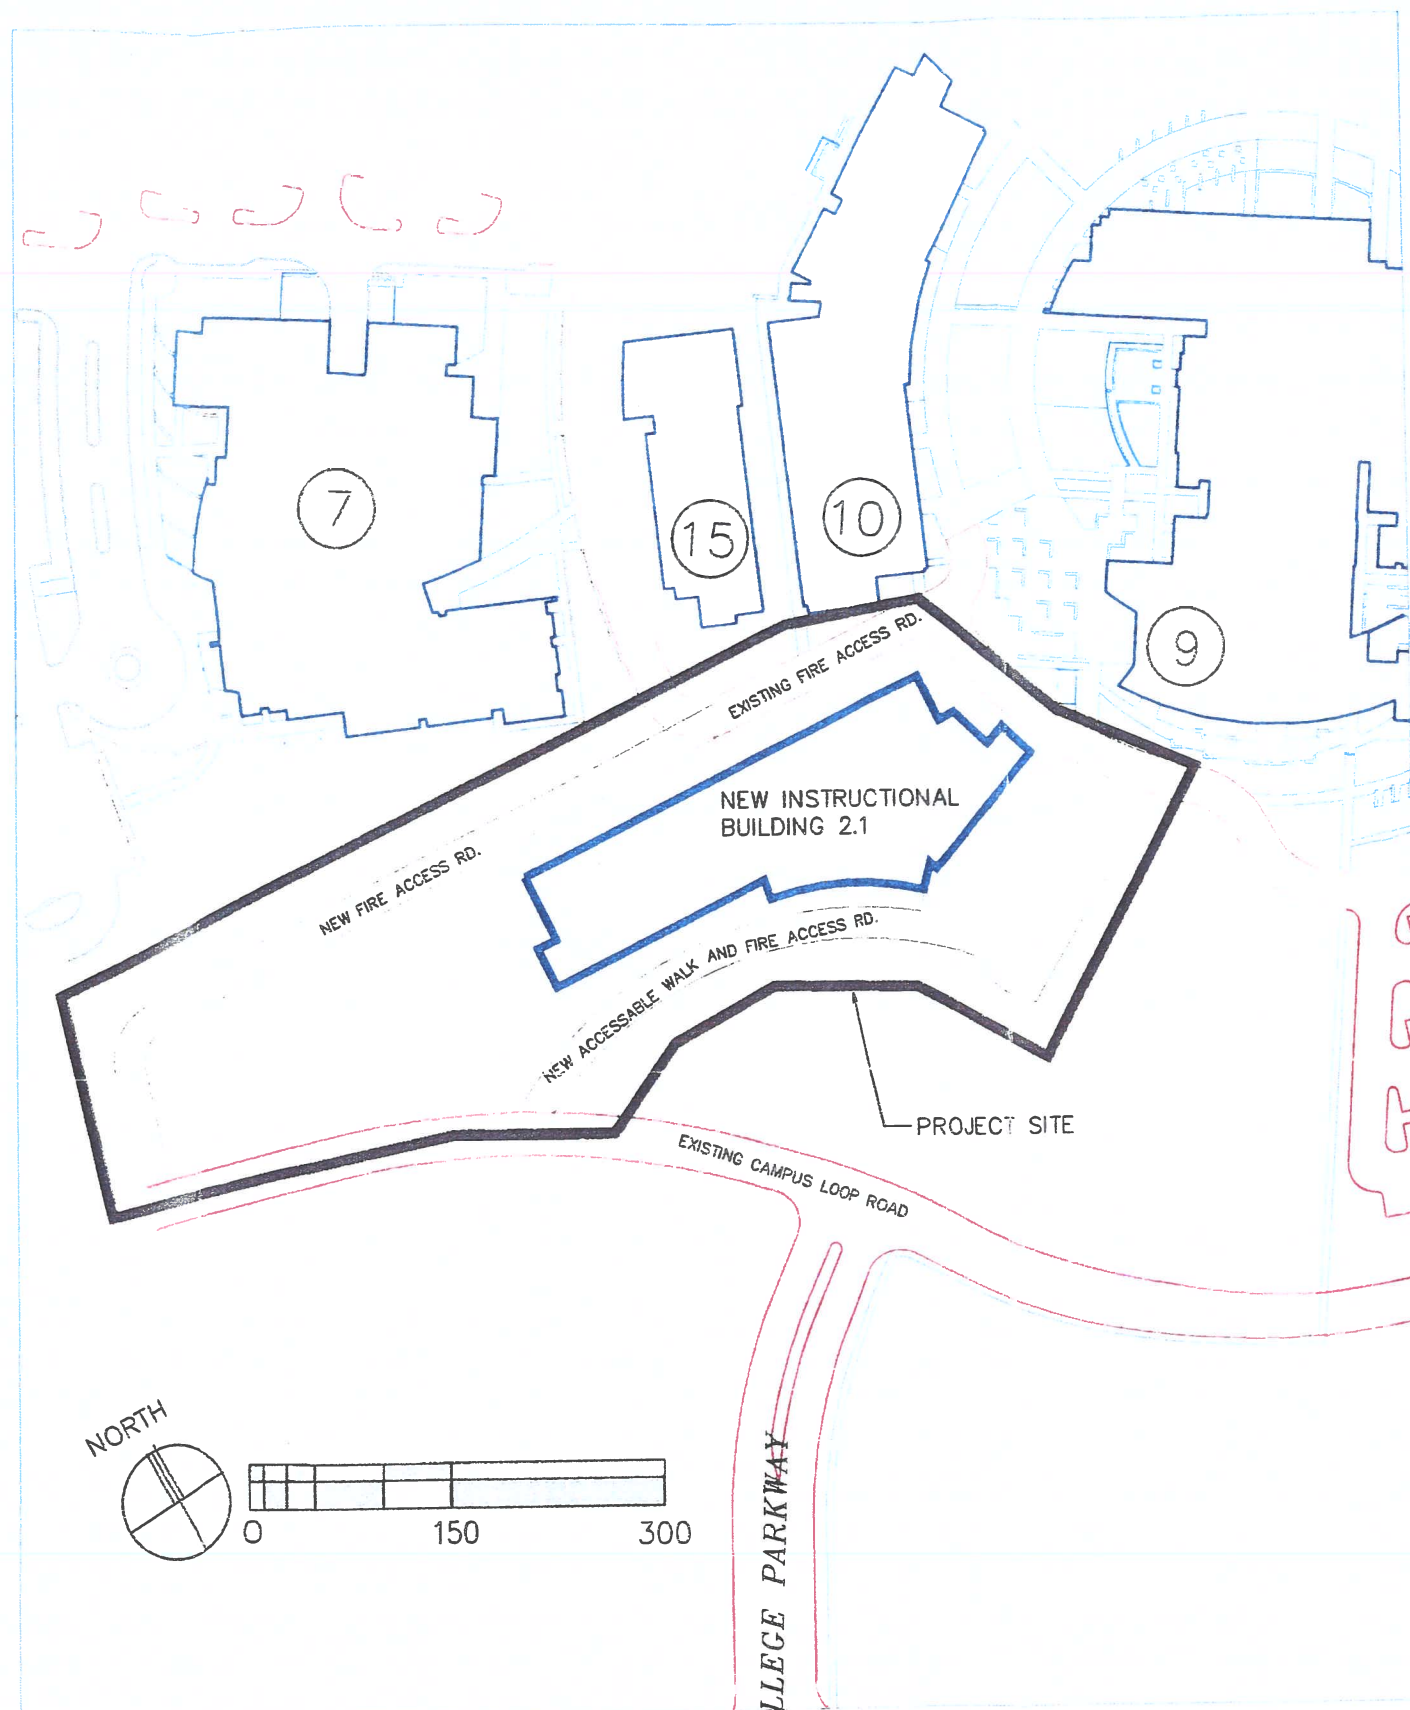 7
15
10
9
EXISTING FIRE ACCESS RD.
NEW INSTRUCTIONAL
BUILDING 2.1
NEW FIRE ACCESS RD.
NEW ACCESSABLE WALK AND FIRE ACCESS RD.
PROJECT SITE
EXISTING CAMPUS LOOP ROAD
NORTH
0 150 300
LLEGE PARKWAY